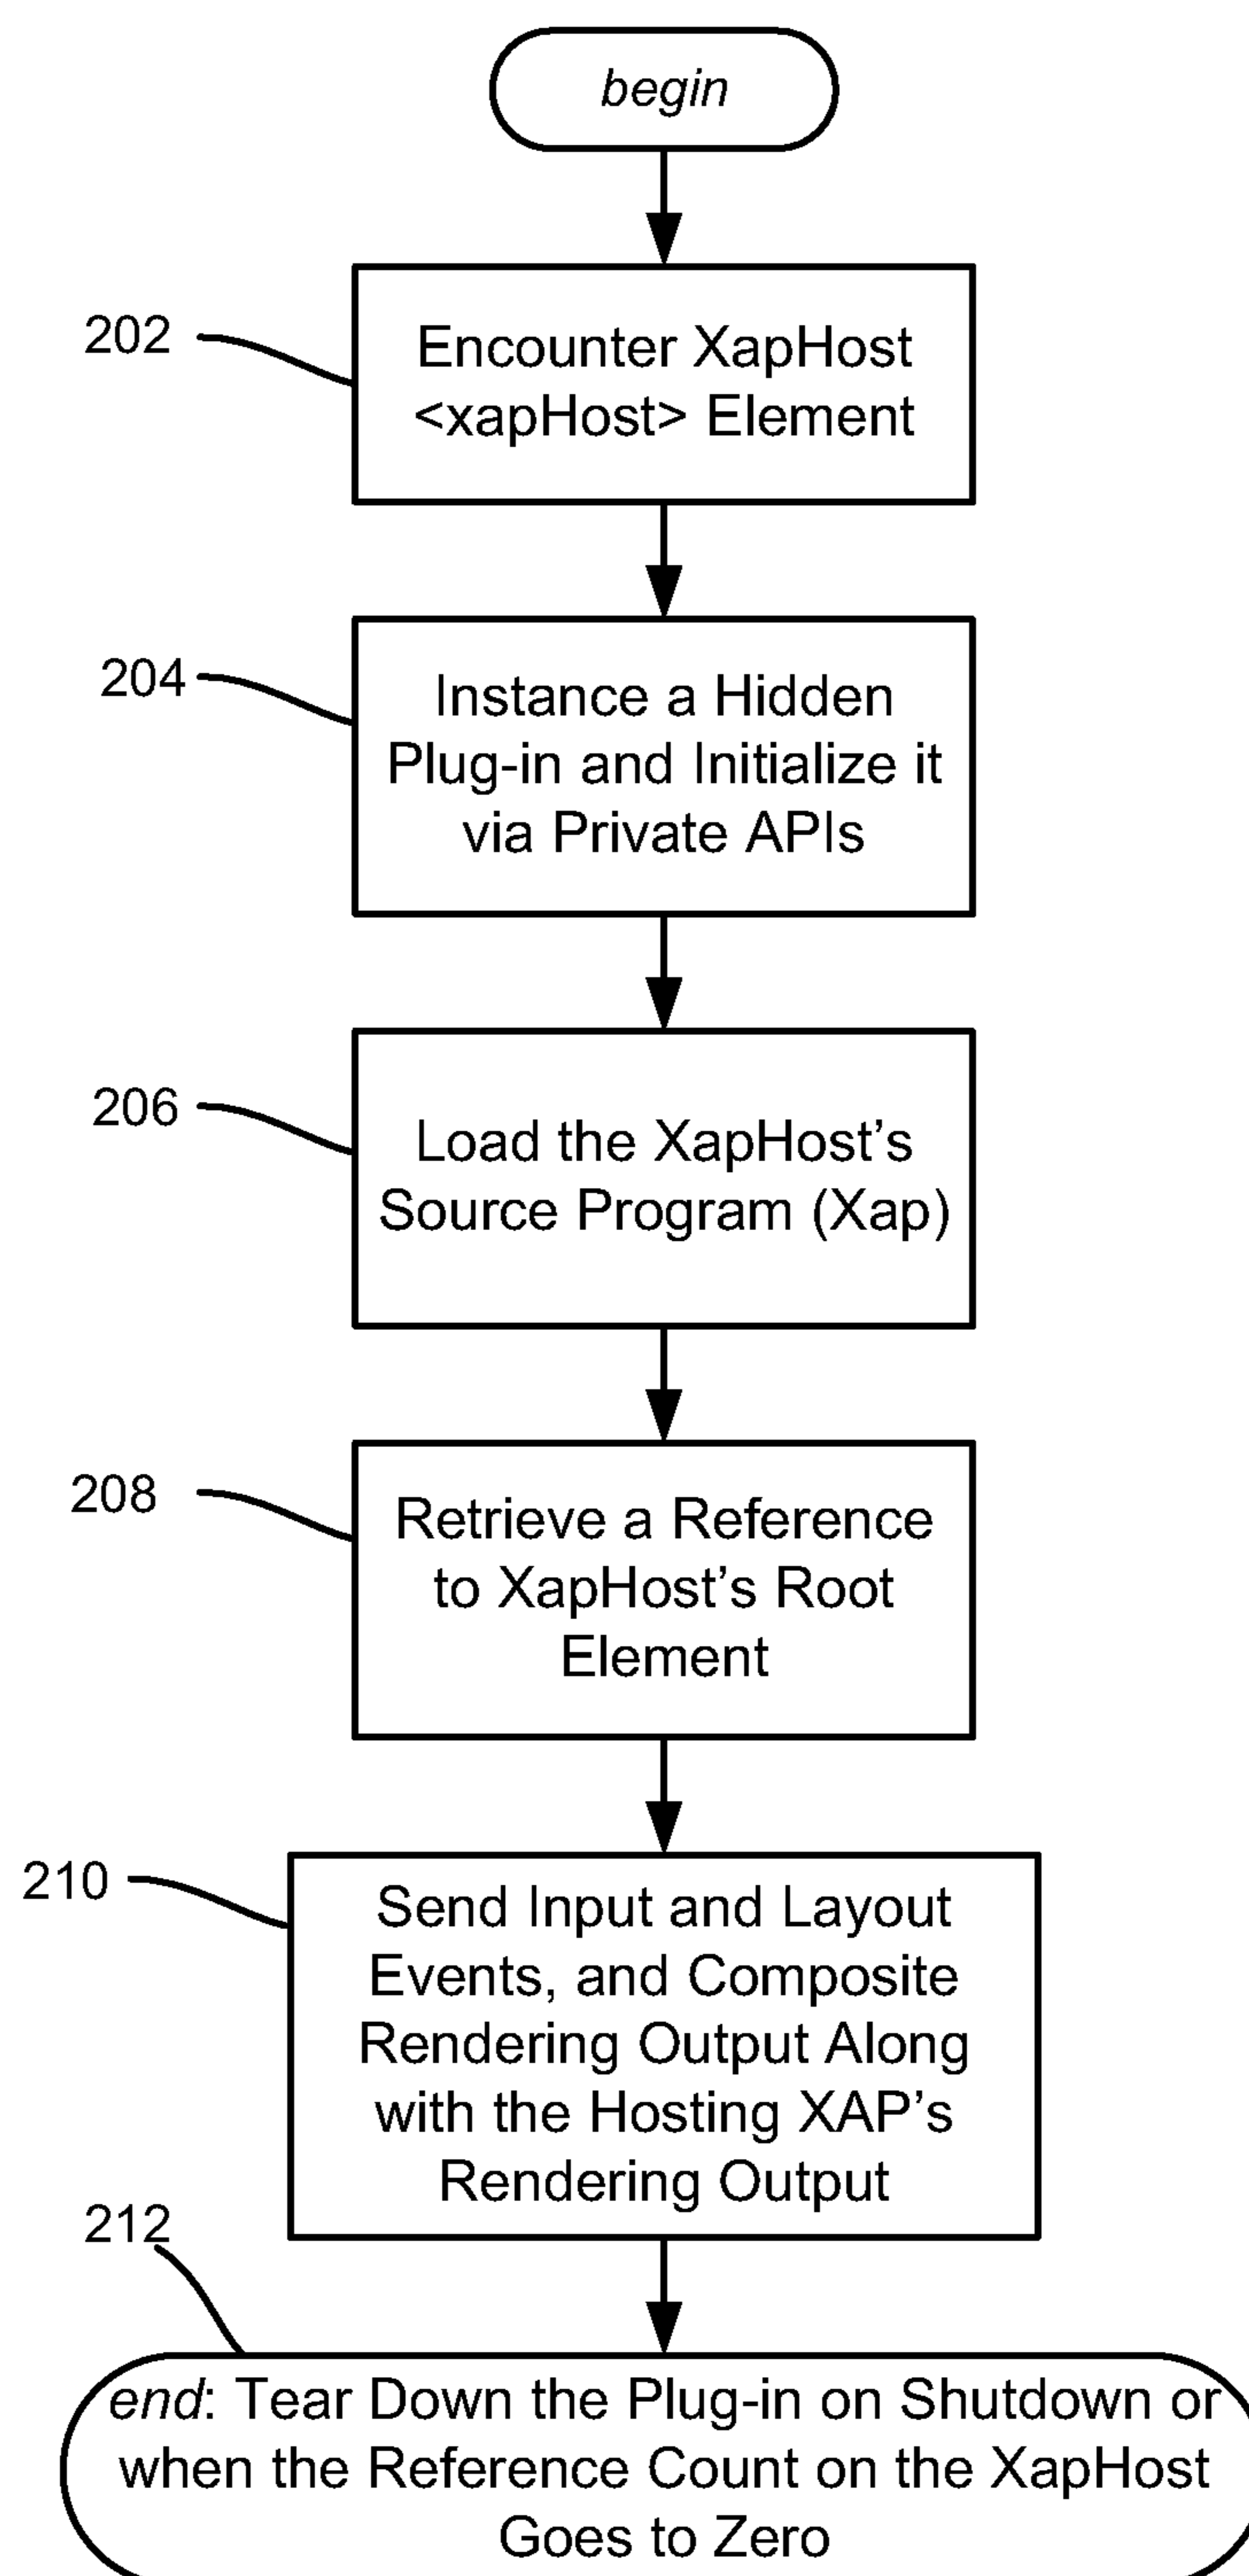 begin
202
Encounter XapHost
<xapHost> Element
204
Instance a Hidden
Plug-in and Initialize it
via Private APIs
206
Load the XapHost's
Source Program (Xap)
208
Retrieve a Reference
to XapHost's Root
Element
210
Send Input and Layout
Events, and Composite
Rendering Output Along
with the Hosting XAP's
Rendering Output
212
end: Tear Down the Plug-in on Shutdown or
when the Reference Count on the XapHost
Goes to Zero